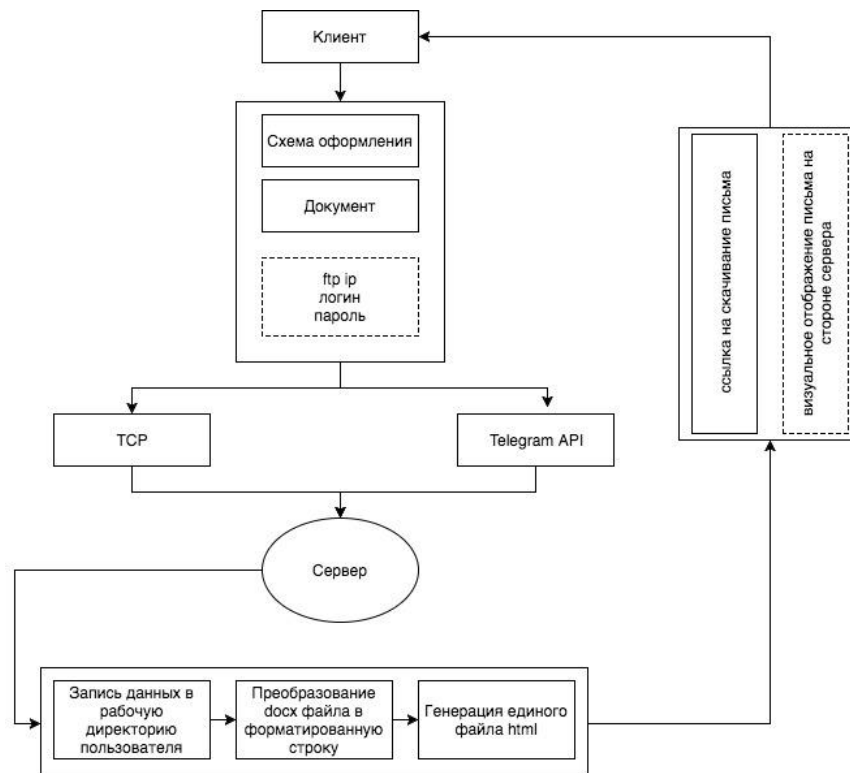 Клиент
Схема оформления
Документ
ftp ip
логин
пароль
TCP
Telegram API
Сервер
Запись данных в
рабочую
директорию
пользователя
Преобразование
docx файла в
форматированную
строку
Генерация единого
файла html
ссылка на скачивание письма
визуальное отображение письма на
стороне сервера